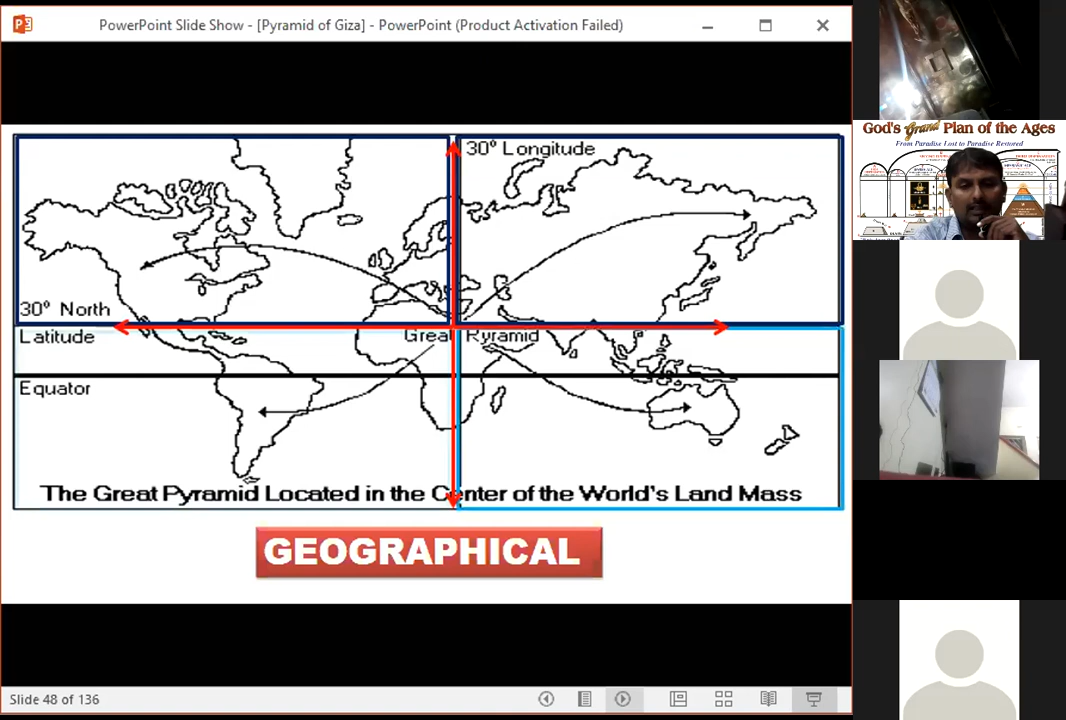 PowerPoint Slide Show - [Pyramid of Giza] - PowerPoint (Product Activation Failed)
30º Longitude
30º North
Latitude
Great Pyramid
Equator
The Great Pyramid Located in the Center of the World's Land Mass
GEOGRAPHICAL
Slide 48 of 136
God's Grand Plan of the Ages
From Paradise Lost to Paradise Restored